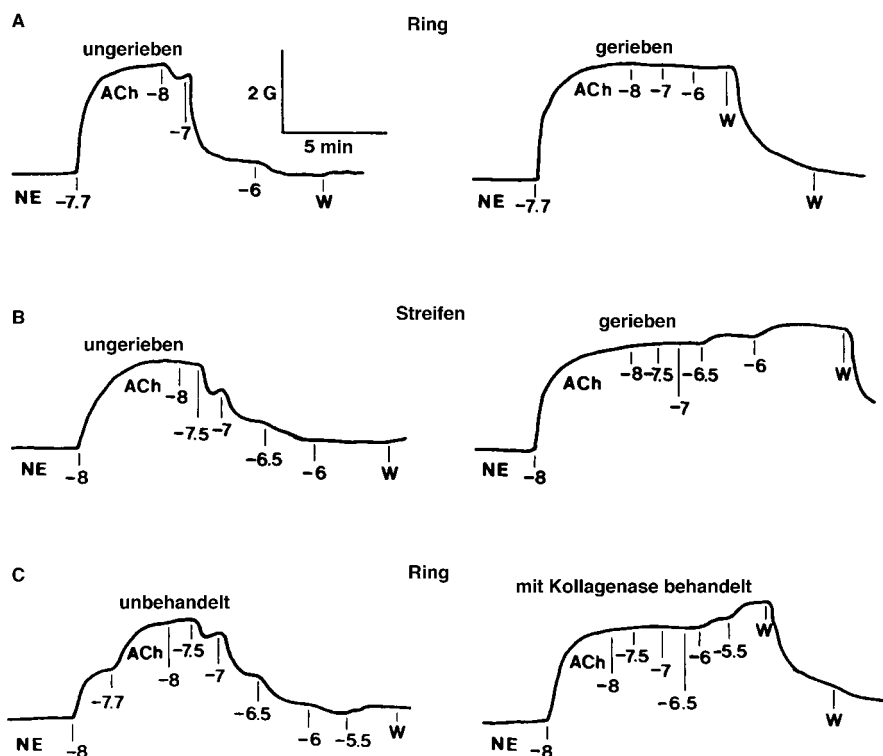 A
Ring
ungerieben
gerieben
2 G
5 min
ACh
-8
-7
-6
NE
-7.7
W
ACh
-8
-7
-6
W
NE
-7.7
W
B
Streifen
ungerieben
gerieben
ACh
-8
-7.5
-7
-6.5
-6
NE
-8
W
ACh
-8
-7.5
-7
-6.5
-6
W
NE
-8
C
Ring
unbehandelt
mit Kollagenase behandelt
ACh
-7.5
-8
-7
-7.7
-6.5
-6
-5.5
W
NE
-8
ACh
-7.5
-8
-7
-6.5
-6
-5.5
W
NE
-8
W